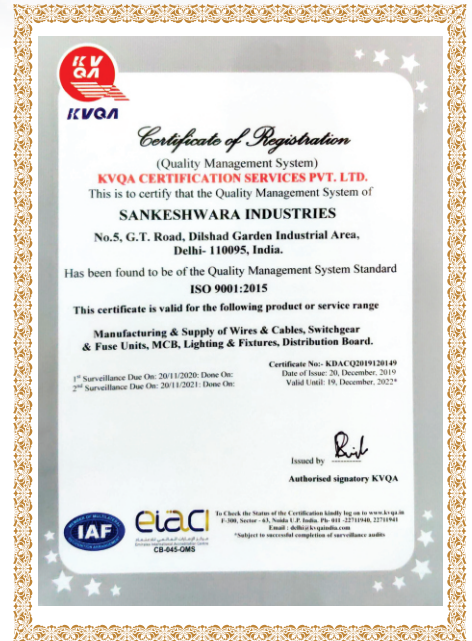 KV
QA
KVQA
Certificate of Registration
(Quality Management System)
KVQA CERTIFICATION SERVICES PVT. LTD.
This is to certify that the Quality Management System of
SANKESHWARA INDUSTRIES
No.5, G.T. Road, Dilshad Garden Industrial Area,
Delhi- 110095, India.
Has been found to be of the Quality Management System Standard
ISO 9001:2015
This certificate is valid for the following product or service range
Manufacturing & Supply of Wires & Cables, Switchgear
& Fuse Units, MCB, Lighting & Fixtures, Distribution Board.
Certificate No:- KDACQ2019120149
1st Surveillance Due On: 20/11/2020: Done On:
Date of Issue: 20, December, 2019
2nd Surveillance Due On: 20/11/2021: Done On:
Valid Until: 19, December, 2022*
Issued by
Authorised signatory KVQA
IAF
eiaci
CB-045-QMS
To Check the Status of the Certification kindly log on to www.kvqa.in
F-300, Sector - 63, Noida U.P. India. Ph- 011 -22711940, 22711941
Email : delhi@kvqaindia.com
*Subject to successful completion of surveillance audits